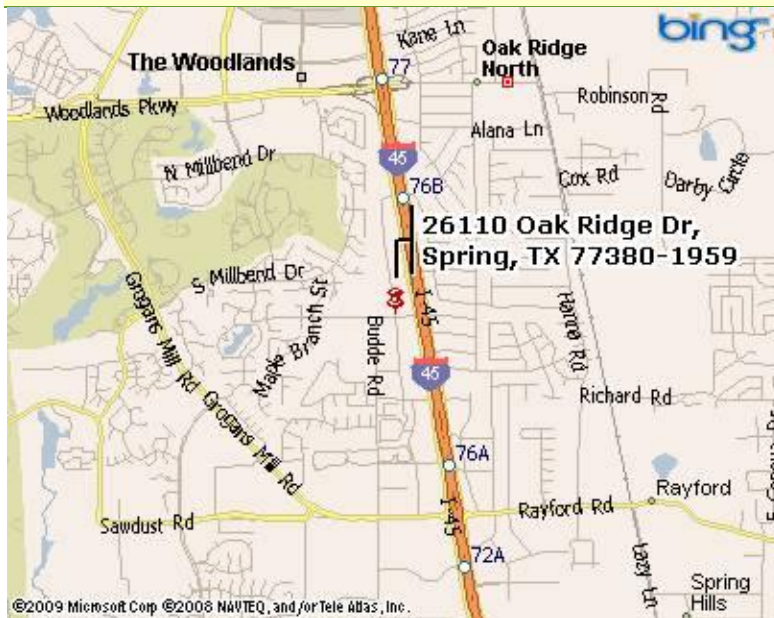 bing
Kane Ln
The Woodlands
77
Oak Ridge
North
Woodlands Pkwy
Robinson Rd
Alana Ln
N Millbend Dr
45
Cox Rd
Darby Circle
76B
26110 Oak Ridge Dr,
Spring, TX 77380-1959
S Millbend Dr
Grogans Mill Rd
Maple Branch St
Budde Rd
I-45
Hanna Rd
45
Richard Rd
Grogans Mill Rd
76A
Rayford
Rayford Rd
Sawdust Rd
I-45
72A
Lazy Ln
Spring
Hills
©2009 Microsoft Corp ©2008 NAVTEQ, and/or Tele Atlas, Inc.